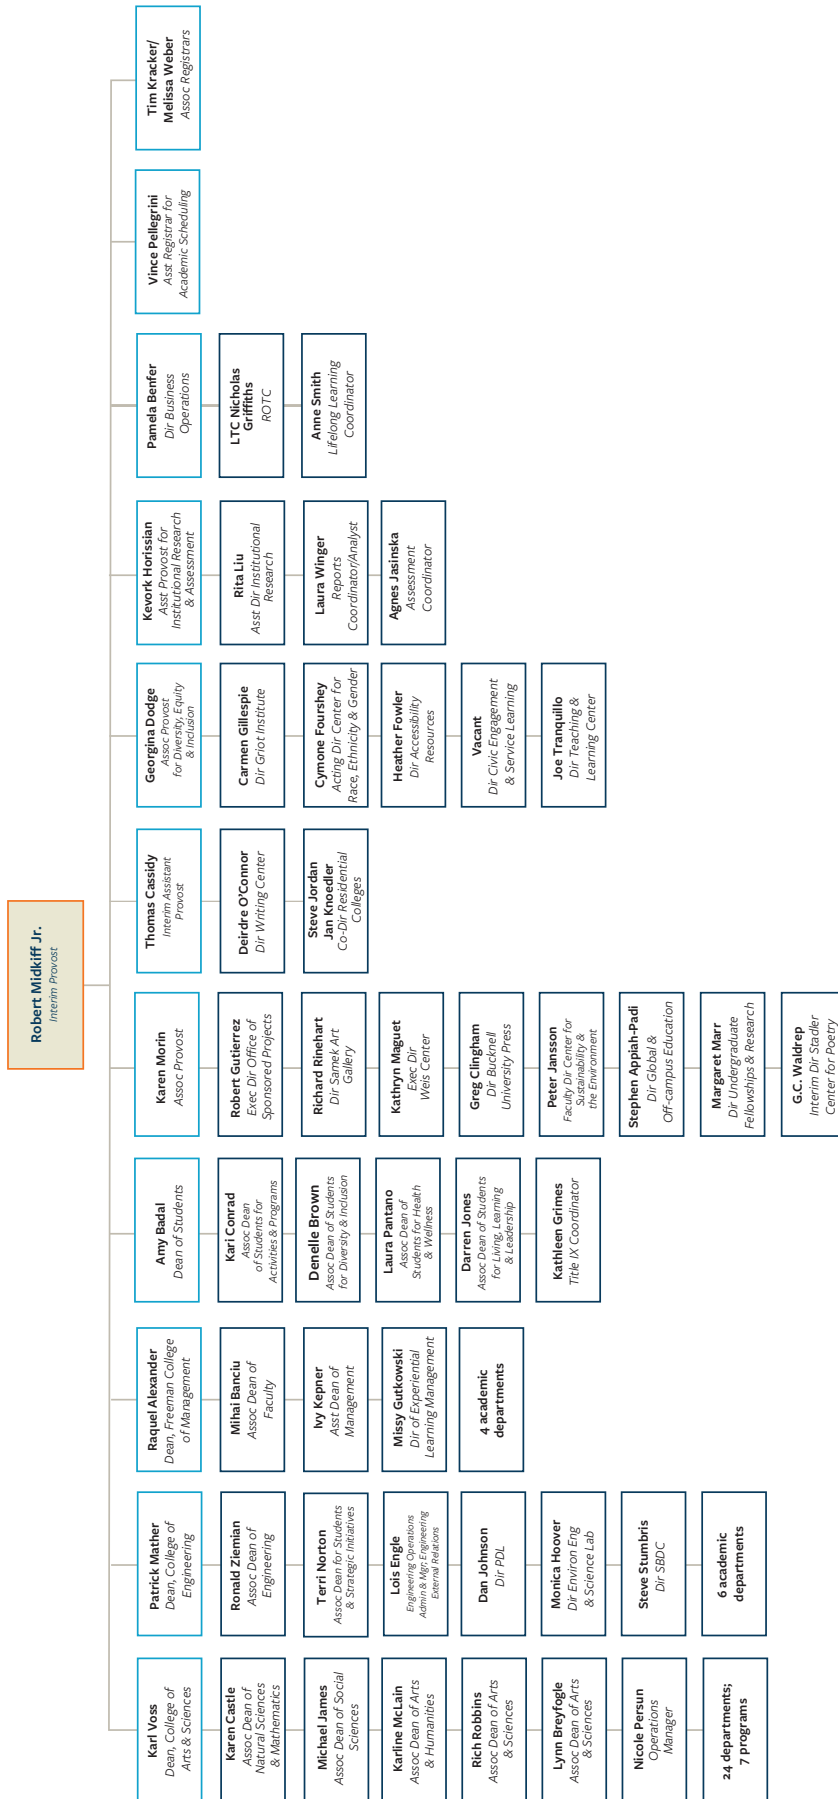 Robert Midkiff Jr.
Interim Provost
Karl Voss
Dean, College of
Arts & Sciences
Karen Castle
Assoc Dean of
Natural Sciences
& Mathematics
Michael James
Assoc Dean of Social
Sciences
Karline McLain
Assoc Dean of Arts
& Humanities
Rich Robbins
Assoc Dean of Arts
& Sciences
Lynn Breyfogle
Assoc Dean of Arts
& Sciences
Nicole Persun
Operations
Manager
24 departments;
7 programs
Patrick Mather
Dean, College of
Engineering
Ronald Ziemian
Assoc Dean of
Engineering
Terri Norton
Assoc Dean for Students
& Strategic Initiatives
Lois Engle
Engineering Operations
Admin & Mgr, Engineering
External Relations
Dan Johnson
Dir PDL
Monica Hoover
Dir Environ Eng
& Science Lab
Steve Stumbris
Dir SBDC
6 academic
departments
Raquel Alexander
Dean, Freeman College
of Management
Mihai Banciu
Assoc Dean of
Faculty
Ivy Kepner
Asst Dean of
Management
Missy Gutkowski
Dir of Experiential
Learning Management
4 academic
departments
Amy Badal
Dean of Students
Kari Conrad
Assoc Dean
of Students for
Activities & Programs
Denelle Brown
Assoc Dean of Students
for Diversity & Inclusion
Laura Pantano
Assoc Dean of
Students for Health
& Wellness
Darren Jones
Assoc Dean of Students
for Living, Learning
& Leadership
Kathleen Grimes
Title IX Coordinator
Karen Morin
Assoc Provost
Robert Gutierrez
Exec Dir Office of
Sponsored Projects
Richard Rinehart
Dir Samek Art
Gallery
Kathryn Maguet
Exec Dir
Weis Center
Greg Clingham
Dir Bucknell
University Press
Peter Jansson
Faculty Dir Center for
Sustainability &
the Environment
Stephen Appiah-Padi
Dir Global &
Off-campus Education
Margaret Marr
Dir Undergraduate
Fellowships & Research
G.C. Waldrep
Interim Dir Stadler
Center for Poetry
Thomas Cassidy
Interim Assistant
Provost
Deirdre O’Connor
Dir Writing Center
Steve Jordan
Jan Knoedler
Co-Dir Residential
Colleges
Georgina Dodge
Assoc Provost
for Diversity, Equity
& Inclusion
Carmen Gillespie
Dir Griot Institute
Cymone Fourshey
Acting Dir Center for
Race, Ethnicity & Gender
Heather Fowler
Dir Accessibility
Resources
Vacant
Dir Civic Engagement
& Service Learning
Joe Tranquillo
Dir Teaching &
Learning Center
Kevork Horissian
Asst Provost for
Institutional Research
& Assessment
Rita Liu
Asst Dir Institutional
Research
Laura Winger
Reports
Coordinator/Analyst
Agnes Jasinska
Assessment
Coordinator
Pamela Benfer
Dir Business
Operations
LTC Nicholas
Griffiths
ROTC
Anne Smith
Lifelong Learning
Coordinator
Vince Pellegrini
Asst Registrar for
Academic Scheduling
Tim Kracker/
Melissa Weber
Assoc Registrars